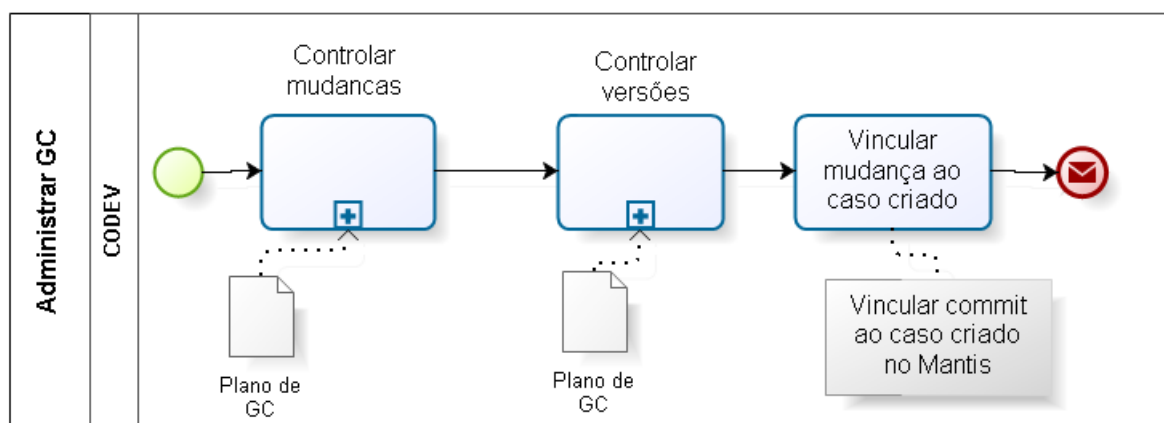 Administrar GC
CODEV
Controlar
mudancas
Controlar
versões
Vincular
mudança ao
caso criado
Plano de
GC
Plano de
GC
Vincular commit
ao caso criado
no Mantis